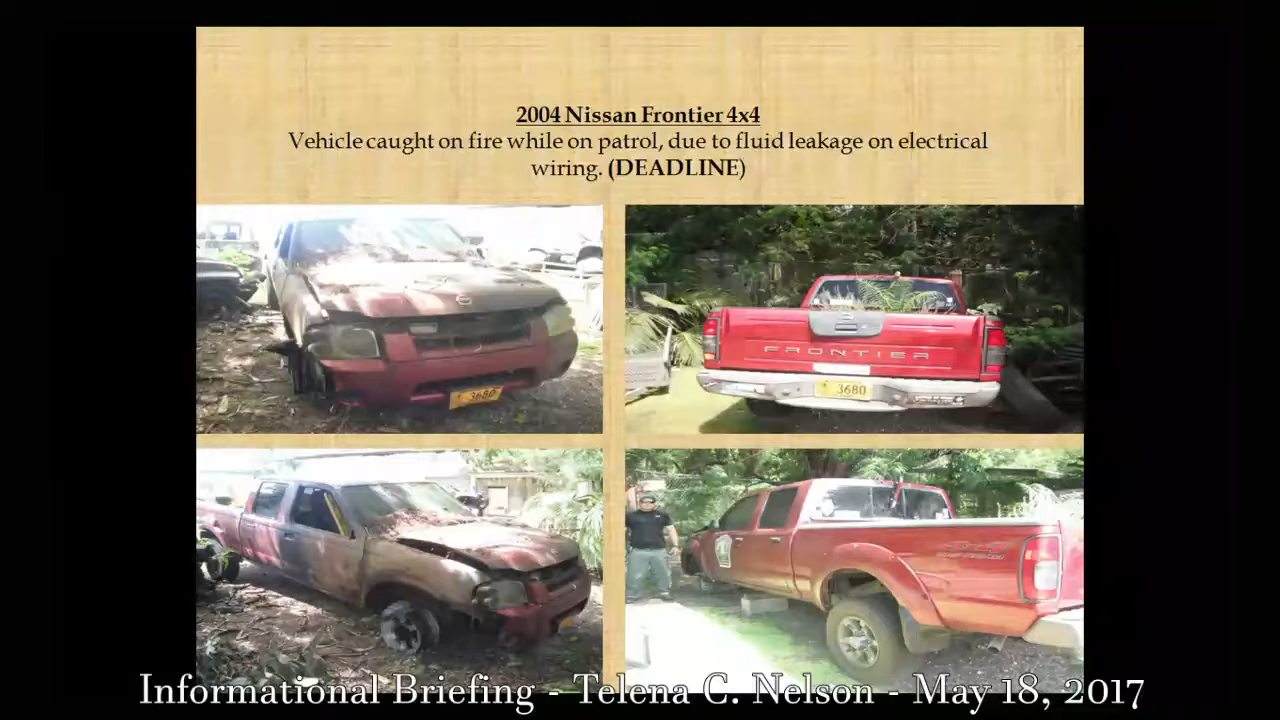 2004 Nissan Frontier 4x4
Vehicle caught on fire while on patrol, due to fluid leakage on electrical
wiring. (DEADLINE)
3680
FRONTIER
3680
Informational Briefing - Telena C. Nelson - May 18, 2017